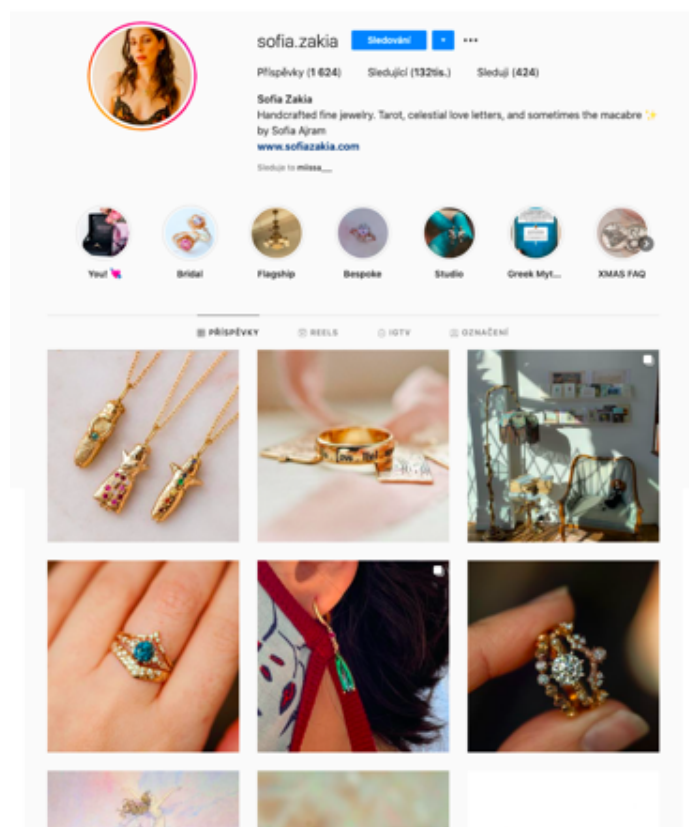 sofia.zakia Sledování
Příspěvky (1 624) Sledující (132tis.) Sleduji (424)
Sofia Zakia
Handcrafted fine jewelry. Tarot, celestial love letters, and sometimes the macabre ✨
by Sofia Ajram
www.sofiazakia.com
Sleduje to miissa__
You! 💘 Bridal Flagship Bespoke Studio Greek Myt... XMAS FAQ
PŘÍSPĚVKY REELS IGTV OZNAČENÍ